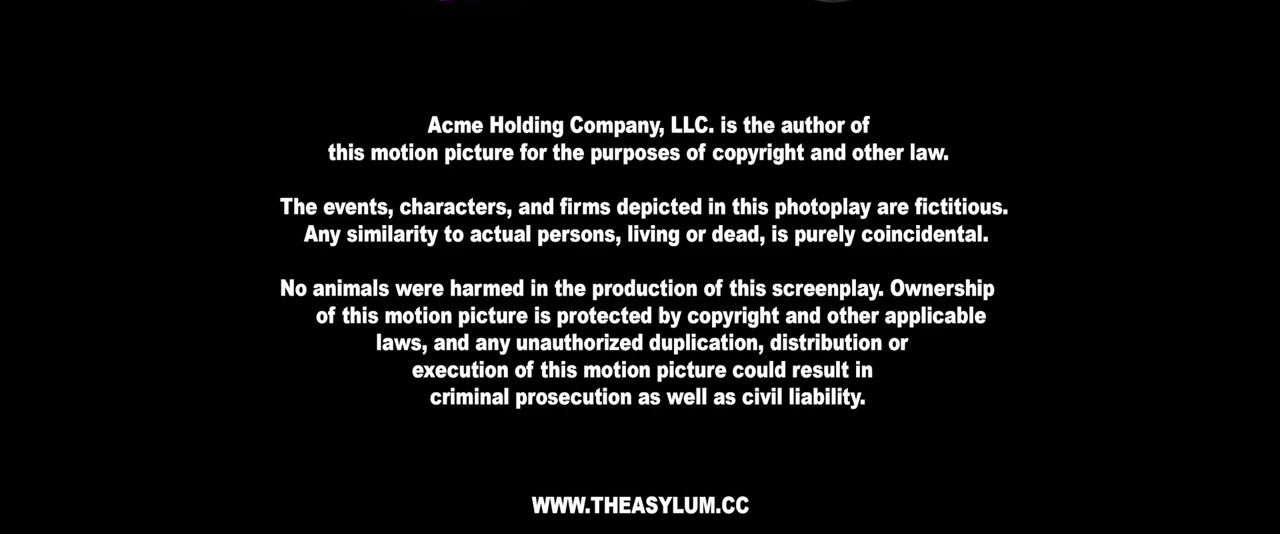 Acme Holding Company, LLC. is the author of
this motion picture for the purposes of copyright and other law.
The events, characters, and firms depicted in this photoplay are fictitious.
Any similarity to actual persons, living or dead, is purely coincidental.
No animals were harmed in the production of this screenplay. Ownership
of this motion picture is protected by copyright and other applicable
laws, and any unauthorized duplication, distribution or
execution of this motion picture could result in
criminal prosecution as well as civil liability.
WWW.THEASYLUM.CC